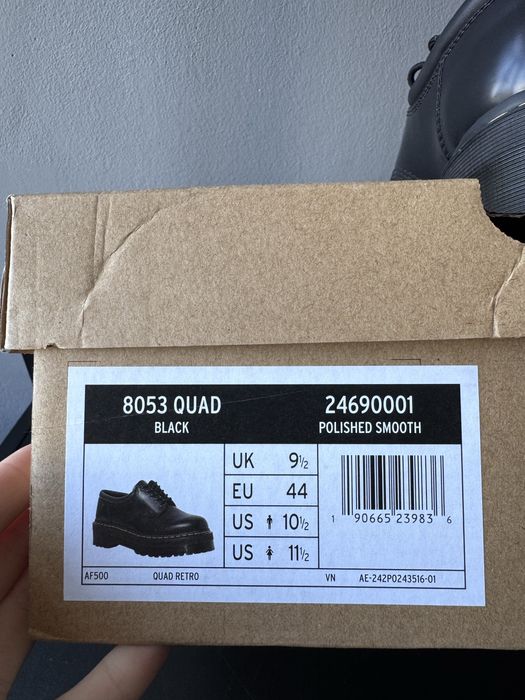 8053 QUAD
BLACK
24690001
POLISHED SMOOTH
UK 9½
EU 44
US 10½
US 11½
1 90665 23983 6
AF500 QUAD RETRO VN AE-242P0243516-01